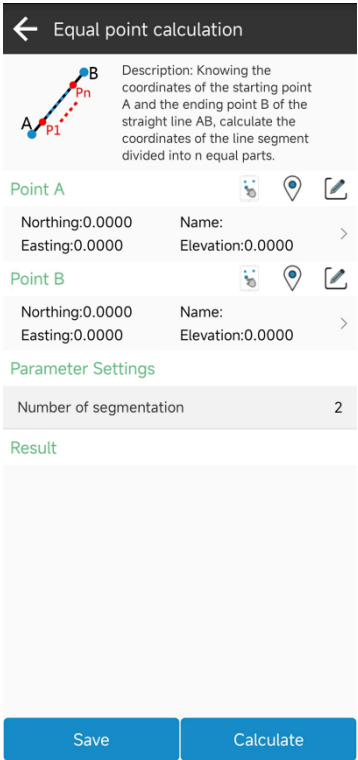 Equal point calculation
B
Pn
A
P1
Description: Knowing the
coordinates of the starting point
A and the ending point B of the
straight line AB, calculate the
coordinates of the line segment
divided into n equal parts.
Point A
Northing:0.0000 Name:
Easting:0.0000 Elevation:0.0000
Point B
Northing:0.0000 Name:
Easting:0.0000 Elevation:0.0000
Parameter Settings
Number of segmentation 2
Result
Save Calculate